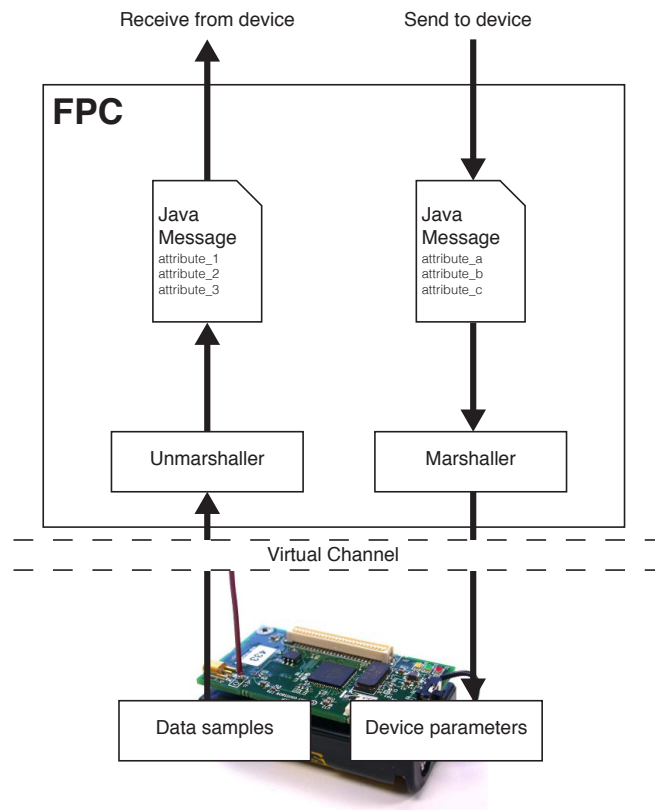 Receive from device
Send to device
FPC
Java
Message
attribute_1
attribute_2
attribute_3
Java
Message
attribute_a
attribute_b
attribute_c
Unmarshaller
Marshaller
Virtual Channel
433
Data samples
Device parameters